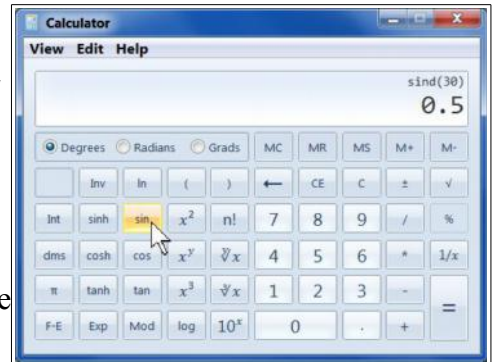 Calculator
View Edit Help
sind(30)
0.5
Degrees Radians Grads MC MR MS M+ M-
Inv ln ( ) ← CE C ± √
Int sinh sin x² n! 7 8 9 / %
dms cosh cos xʸ ʸ√x 4 5 6 * 1/x
π tanh tan x³ ³√x 1 2 3 - =
F-E Exp Mod log 10ˣ 0 . +
e